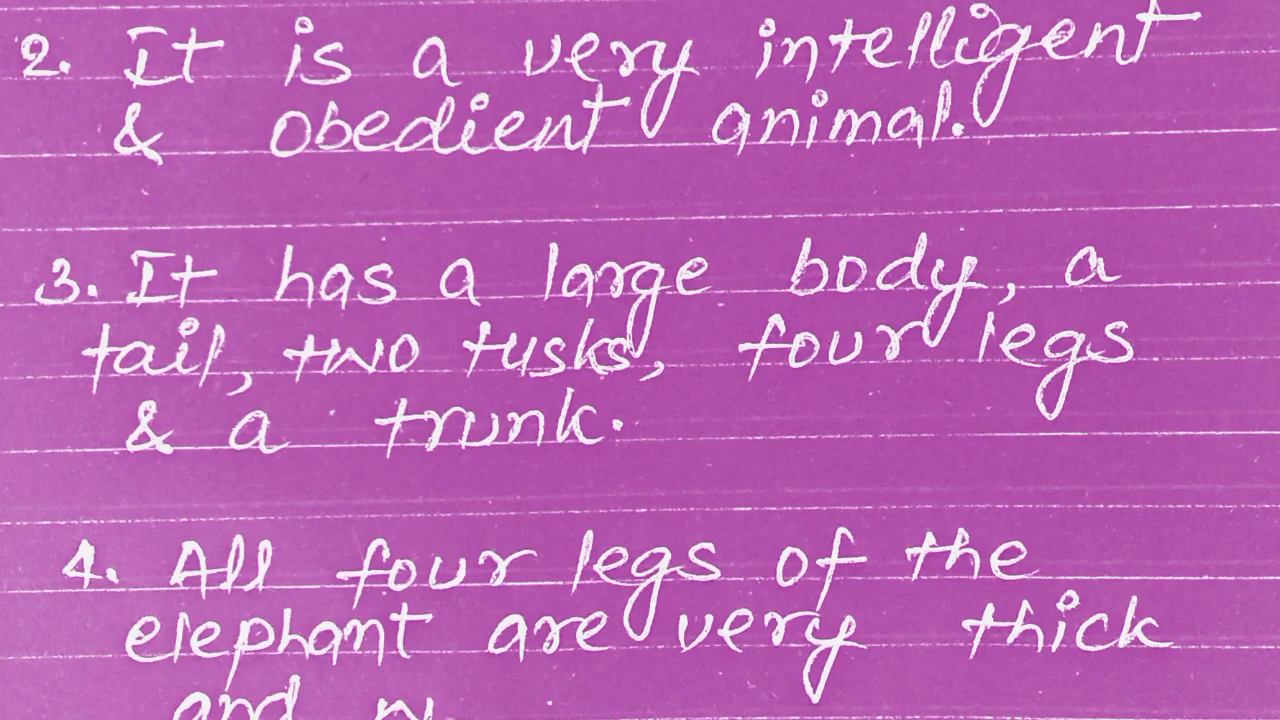 2. It is a very intelligent
& obedient animal.
3. It has a large body, a
tail, two tusks, four legs
& a trunk.
4. All four legs of the
elephant are very thick
and